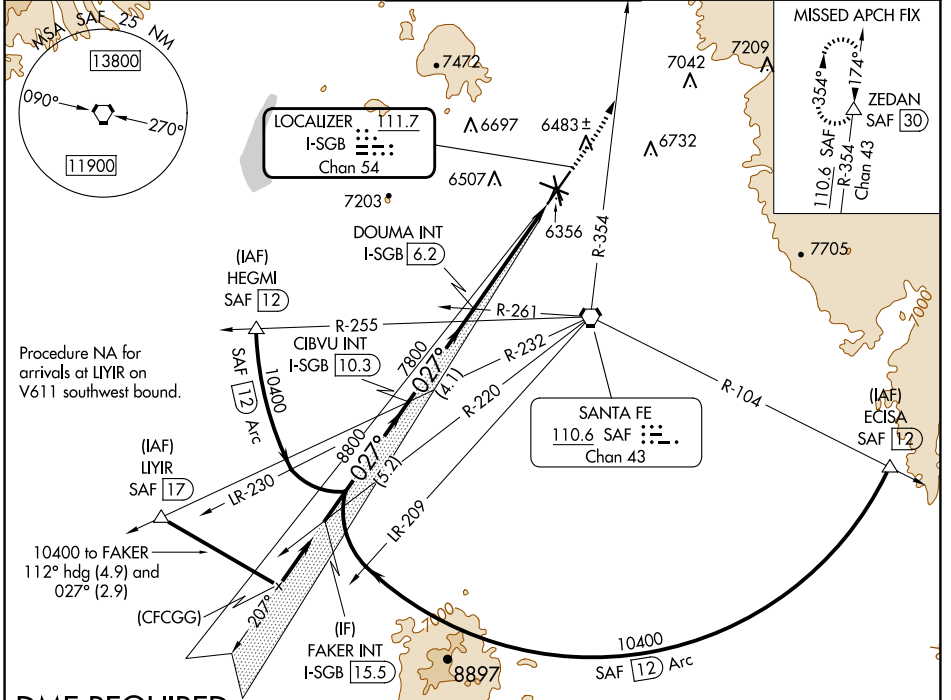 MSA SAF 25 NM
13800
090°
270°
11900
7472
LOCALIZER 111.7
I-SGB
Chan 54
6697
6483 ±
6507
7203
6356
7042
7209
6732
MISSED APCH FIX
354°
174°
ZEDAN
SAF 30
110.6 SAF
R-354
Chan 43
7705
7000
DOUMA INT
I-SGB 6.2
R-354
(IAF)
HEGMI
SAF 12
R-255
R-261
CIBVU INT
I-SGB 10.3
7800
027°
(4.1)
R-232
R-220
Procedure NA for
arrivals at LIYIR on
V611 southwest bound.
SAF 12 Arc
10400
8800
027°
(5.2)
SANTA FE
110.6 SAF
Chan 43
R-104
(IAF)
ECISA
SAF 12
(IAF)
LIYIR
SAF 17
LR-230
LR-209
10400 to FAKER
112° hdg (4.9) and
027° (2.9)
(CFCGG)
207°
(IF)
FAKER INT
I-SGB 15.5
7000
8897
10400
SAF 12 Arc
DME REQUIRED